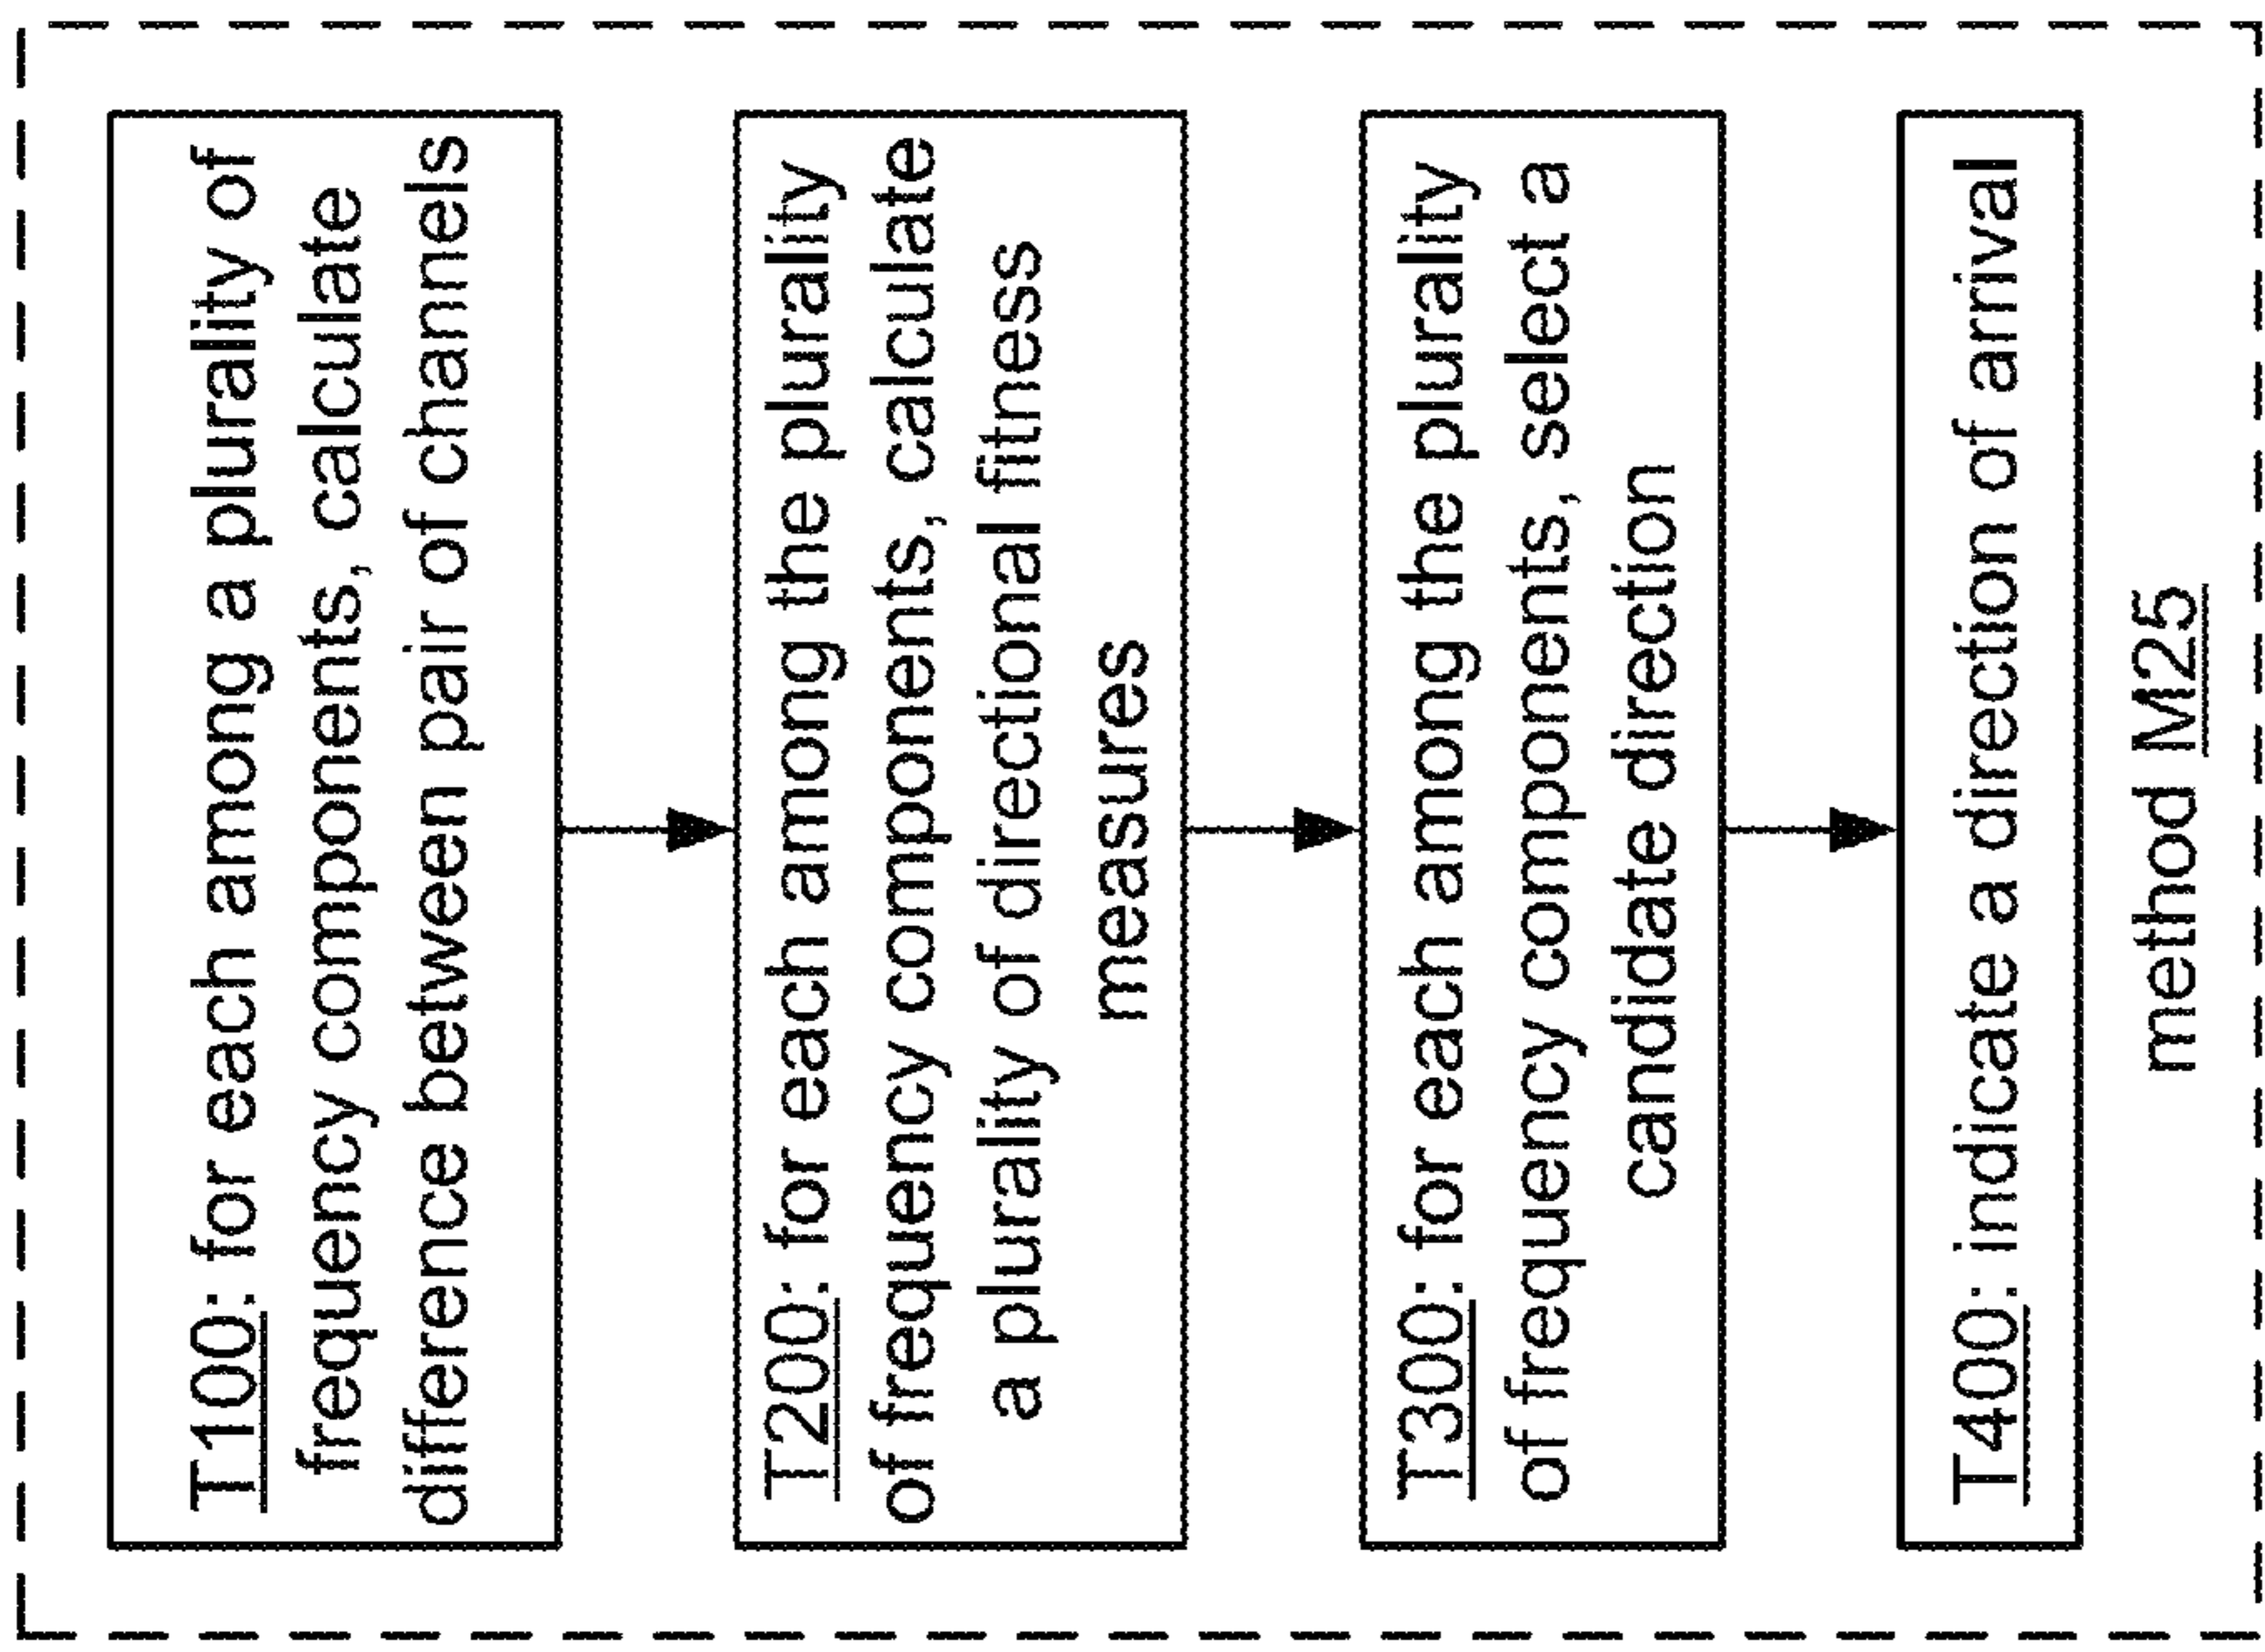 T100: for each among a plurality of
frequency components, calculate
difference between pair of channels
T200: for each among the plurality
of frequency components, calculate
a plurality of directional fitness
measures
T300: for each among the plurality
of frequency components, select a
candidate direction
T400: indicate a direction of arrival
method M25